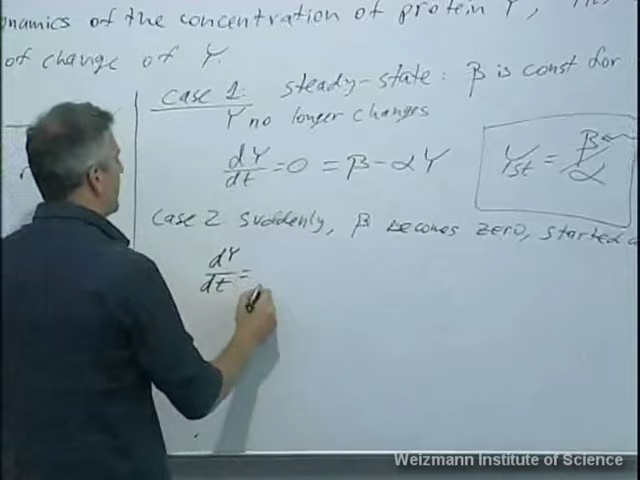 namics of the concentration of protein Y, The
of change of Y.
case 1: steady-state: β is const for
Y no longer changes
dY/dt = 0 = β - αY
Yst = β/α
case 2 suddenly, β becomes zero, started a
dY/dt =
Weizmann Institute of Science